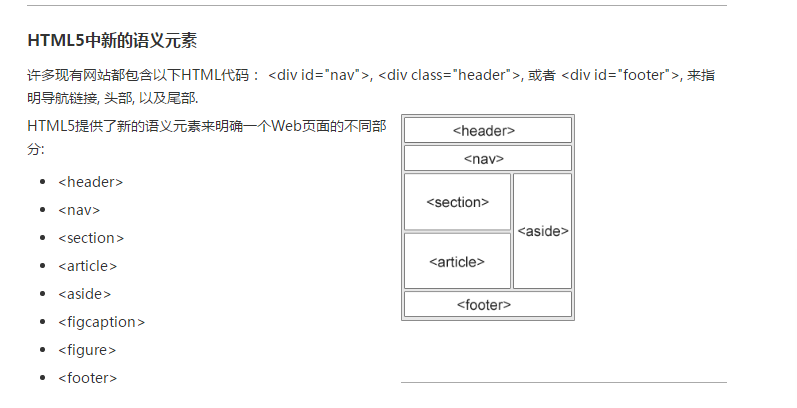 HTML5中新的语义元素
许多现有网站都包含以下HTML代码： <div id="nav">, <div class="header">, 或者 <div id="footer">, 来指
明导航链接, 头部, 以及尾部.
HTML5提供了新的语义元素来明确一个Web页面的不同部
分:
<header>
<nav>
<section>
<article>
<aside>
<figcaption>
<figure>
<footer>
<header>
<nav>
<section>
<aside>
<article>
<footer>